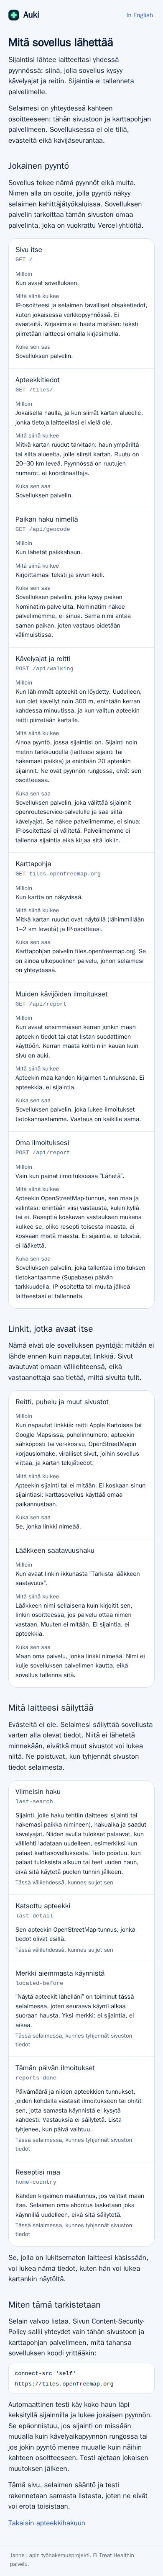 Auki
In English
Mitä sovellus lähettää
Sijaintisi lähtee laitteeltasi yhdessä
pyynnössä: siinä, jolla sovellus kysyy
kävelyajat ja reitin. Sijaintia ei tallenneta
palvelimelle.
Selaimesi on yhteydessä kahteen
osoitteeseen: tähän sivustoon ja karttapohjan
palvelimeen. Sovelluksessa ei ole tiliä,
evästeitä eikä kävijäseurantaa.
Jokainen pyyntö
Sovellus tekee nämä pyynnöt eikä muita.
Nimen alla on osoite, jolla pyyntö näkyy
selaimen kehittäjätyökaluissa. Sovelluksen
palvelin tarkoittaa tämän sivuston omaa
palvelinta, joka on vuokrattu Vercel-yhtiöltä.
Sivu itse
GET /
Milloin
Kun avaat sovelluksen.
Mitä siinä kulkee
IP-osoitteesi ja selaimen tavalliset otsaketiedot,
kuten jokaisessa verkkopyynnössä. Ei
evästeitä. Kirjasimia ei haeta mistään: teksti
piirretään laitteesi omalla kirjasimella.
Kuka sen saa
Sovelluksen palvelin.
Apteekkitiedot
GET /tiles/
Milloin
Jokaisella haulla, ja kun siirrät kartan alueelle,
jonka tietoja laitteellasi ei vielä ole.
Mitä siinä kulkee
Mitkä kartan ruudut tarvitaan: haun ympäriltä
tai siltä alueelta, jolle siirsit kartan. Ruutu on
20–30 km leveä. Pyynnössä on ruutujen
numerot, ei koordinaatteja.
Kuka sen saa
Sovelluksen palvelin.
Paikan haku nimellä
GET /api/geocode
Milloin
Kun lähetät paikkahaun.
Mitä siinä kulkee
Kirjoittamasi teksti ja sivun kieli.
Kuka sen saa
Sovelluksen palvelin, joka kysyy paikan
Nominatim-palvelulta. Nominatim näkee
palvelimemme, ei sinua. Sama nimi antaa
saman paikan, joten vastaus pidetään
välimuistissa.
Kävelyajat ja reitti
POST /api/walking
Milloin
Kun lähimmät apteekit on löydetty. Uudelleen,
kun olet kävellyt noin 300 m, enintään kerran
kahdessa minuutissa, ja kun valitun apteekin
reitti piirretään kartalle.
Mitä siinä kulkee
Ainoa pyyntö, jossa sijaintisi on. Sijainti noin
metrin tarkkuudella (laitteesi sijainti tai
hakemasi paikka) ja enintään 20 apteekin
sijainnit. Ne ovat pyynnön rungossa, eivät sen
osoitteessa.
Kuka sen saa
Sovelluksen palvelin, joka välittää sijainnit
openrouteservice-palvelulle ja saa siltä
kävelyajat. Se näkee palvelimemme, ei sinua:
IP-osoitettasi ei välitetä. Palvelimemme ei
tallenna sijaintia eikä kirjaa sitä lokiin.
Karttapohja
GET tiles.openfreemap.org
Milloin
Kun kartta on näkyvissä.
Mitä siinä kulkee
Mitkä kartan ruudut ovat näytöllä (lähimmillään
1–2 km leveitä) ja IP-osoitteesi.
Kuka sen saa
Karttapohjan palvelin tiles.openfreemap.org. Se
on ainoa ulkopuolinen palvelu, johon selaimesi
on yhteydessä.
Muiden kävijöiden ilmoitukset
GET /api/report
Milloin
Kun avaat ensimmäisen kerran jonkin maan
apteekin tiedot tai otat listan suodattimen
käyttöön. Kerran maata kohti niin kauan kuin
sivu on auki.
Mitä siinä kulkee
Apteekin maa kahden kirjaimen tunnuksena. Ei
apteekkia, ei sijaintia.
Kuka sen saa
Sovelluksen palvelin, joka lukee ilmoitukset
tietokannastamme. Vastaus on kaikille sama.
Oma ilmoituksesi
POST /api/report
Milloin
Vain kun painat ilmoituksessa ”Lähetä”.
Mitä siinä kulkee
Apteekin OpenStreetMap-tunnus, sen maa ja
valintasi: enintään viisi vastausta, kukin kyllä
tai ei. Reseptiä koskevan vastauksen mukana
kulkee se, oliko resepti toisesta maasta, ei
koskaan mistä maasta. Ei sijaintia, ei tekstiä,
ei lääkettä.
Kuka sen saa
Sovelluksen palvelin, joka tallentaa ilmoituksen
tietokantaamme (Supabase) päivän
tarkkuudella. IP-osoitetta tai muuta jälkeä
laitteestasi ei tallenneta.
Linkit, jotka avaat itse
Nämä eivät ole sovelluksen pyyntöjä: mitään ei
lähde ennen kuin napautat linkkiä. Sivut
avautuvat omaan välilehteensä, eikä
vastaanottaja saa tietää, miltä sivulta tulit.
Reitti, puhelu ja muut sivustot
Milloin
Kun napautat linkkiä: reitti Apple Kartoissa tai
Google Mapsissa, puhelinnumero, apteekin
sähköposti tai verkkosivu, OpenStreetMapin
korjauslomake, viralliset sivut, joihin sovellus
viittaa, ja kartan tekijätiedot.
Mitä siinä kulkee
Apteekin sijainti tai ei mitään. Ei koskaan sinun
sijaintiasi: karttasovellus käyttää omaa
paikannustaan.
Kuka sen saa
Se, jonka linkki nimeää.
Lääkkeen saatavuushaku
Milloin
Kun avaat linkin ikkunasta ”Tarkista lääkkeen
saatavuus”.
Mitä siinä kulkee
Lääkkeen nimi sellaisena kuin kirjoitit sen,
linkin osoitteessa, jos palvelu ottaa nimen
vastaan. Muuten ei mitään. Ei sijaintia, ei
apteekkia.
Kuka sen saa
Maan oma palvelu, jonka linkki nimeää. Nimi ei
kulje sovelluksen palvelimen kautta, eikä
sovellus tallenna sitä.
Mitä laitteesi säilyttää
Evästeitä ei ole. Selaimesi säilyttää sovellusta
varten alla olevat tiedot. Niitä ei lähetetä
minnekään, eivätkä muut sivustot voi lukea
niitä. Ne poistuvat, kun tyhjennät sivuston
tiedot selaimesta.
Viimeisin haku
last-search
Sijainti, jolle haku tehtiin (laitteesi sijainti tai
hakemasi paikka nimineen), hakuaika ja saadut
kävelyajat. Niiden avulla tulokset palaavat, kun
välilehti ladataan uudelleen, esimerkiksi kun
palaat karttasovelluksesta. Tieto poistuu, kun
palaat tuloksista alkuun tai teet uuden haun,
eikä sitä käytetä puolen tunnin jälkeen.
Tässä välilehdessä, kunnes suljet sen
Katsottu apteekki
last-detail
Sen apteekin OpenStreetMap-tunnus, jonka
tiedot olivat esillä.
Tässä välilehdessä, kunnes suljet sen
Merkki aiemmasta käynnistä
located-before
”Näytä apteekit lähelläni” on toiminut tässä
selaimessa, joten seuraava käynti alkaa
suoraan hausta. Yksi merkki: ei sijaintia, ei
aikaa.
Tässä selaimessa, kunnes tyhjennät sivuston
tiedot
Tämän päivän ilmoitukset
reports-done
Päivämäärä ja niiden apteekkien tunnukset,
joiden kohdalla vastasit ilmoitukseen tai ohitit
sen, jotta samasta käynnistä ei kysytä
kahdesti. Vastauksia ei säilytetä. Lista
tyhjenee, kun päivä vaihtuu.
Tässä selaimessa, kunnes tyhjennät sivuston
tiedot
Reseptisi maa
home-country
Kahden kirjaimen maatunnus, jos valitsit maan
itse. Selaimen oma ehdotus lasketaan joka
käynnillä uudelleen, eikä sitä säilytetä.
Tässä selaimessa, kunnes tyhjennät sivuston
tiedot
Se, jolla on lukitsematon laitteesi käsissään,
voi lukea nämä tiedot, kuten hän voi lukea
kartankin näytöltä.
Miten tämä tarkistetaan
Selain valvoo listaa. Sivun Content-Security-
Policy sallii yhteydet vain tähän sivustoon ja
karttapohjan palvelimeen, mitä tahansa
sovelluksen koodi yrittäisikin:
connect-src 'self'
https://tiles.openfreemap.org
Automaattinen testi käy koko haun läpi
keksityllä sijainnilla ja lukee jokaisen pyynnön.
Se epäonnistuu, jos sijainti on missään
muualla kuin kävelyaikapyynnön rungossa tai
jos jokin pyyntö menee muualle kuin näihin
kahteen osoitteeseen. Testi ajetaan jokaisen
muutoksen jälkeen.
Tämä sivu, selaimen sääntö ja testi
rakennetaan samasta listasta, joten ne eivät
voi erota toisistaan.
Takaisin apteekkihakuun
Janne Lapin työhakemusprojekti. Ei Treat Healthin
palvelu.